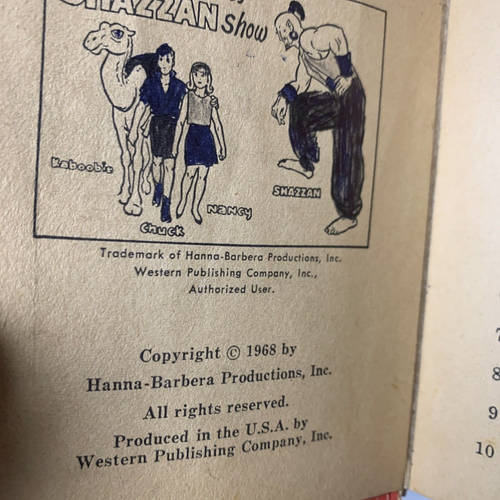 SHAZZAN Show
Kaboobie
Chuck
Nancy
SHAZZAN
Trademark of Hanna-Barbera Productions, Inc.
Western Publishing Company, Inc.,
Authorized User.
Copyright © 1968 by
Hanna-Barbera Productions, Inc.
All rights reserved.
Produced in the U.S.A. by
Western Publishing Company, Inc.
7
8
9
10